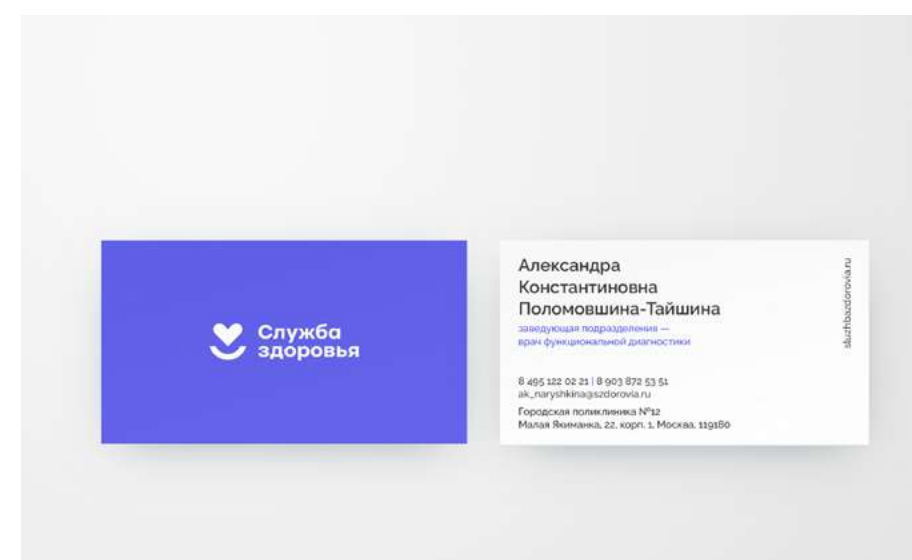 Служба
здоровья
Александра
Константиновна
Поломовшина-Тайшина
заведующая подразделения —
врач функциональной диагностики
8 495 122 02 21 | 8 903 872 53 51
ak_naryshkina@szdorovia.ru
Городская поликлиника №12
Малая Якиманка, 22, корп. 1, Москва, 119180
sluzhbazdorovia.ru